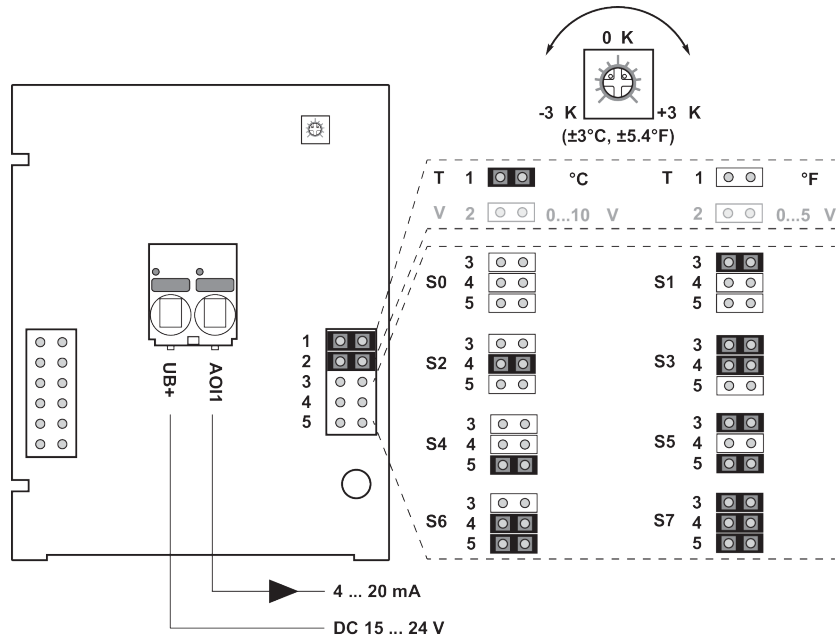 0 K
-3 K +3 K
(±3°C, ±5.4°F)
T 1 °C T 1 °F
V 2 0...10 V 2 0...5 V
S0 3 4 5 S1 3 4 5
S2 3 4 5 S3 3 4 5
S4 3 4 5 S5 3 4 5
S6 3 4 5 S7 3 4 5
1
2
3
4
5
UB+ AOI1
4 ... 20 mA
DC 15 ... 24 V